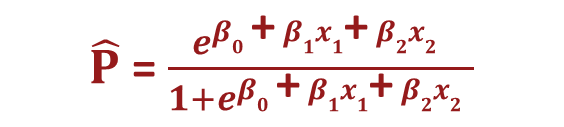 P̂ = e^{β₀ + β₁x₁ + β₂x₂} / 1+e^{β₀ + β₁x₁ + β₂x₂}